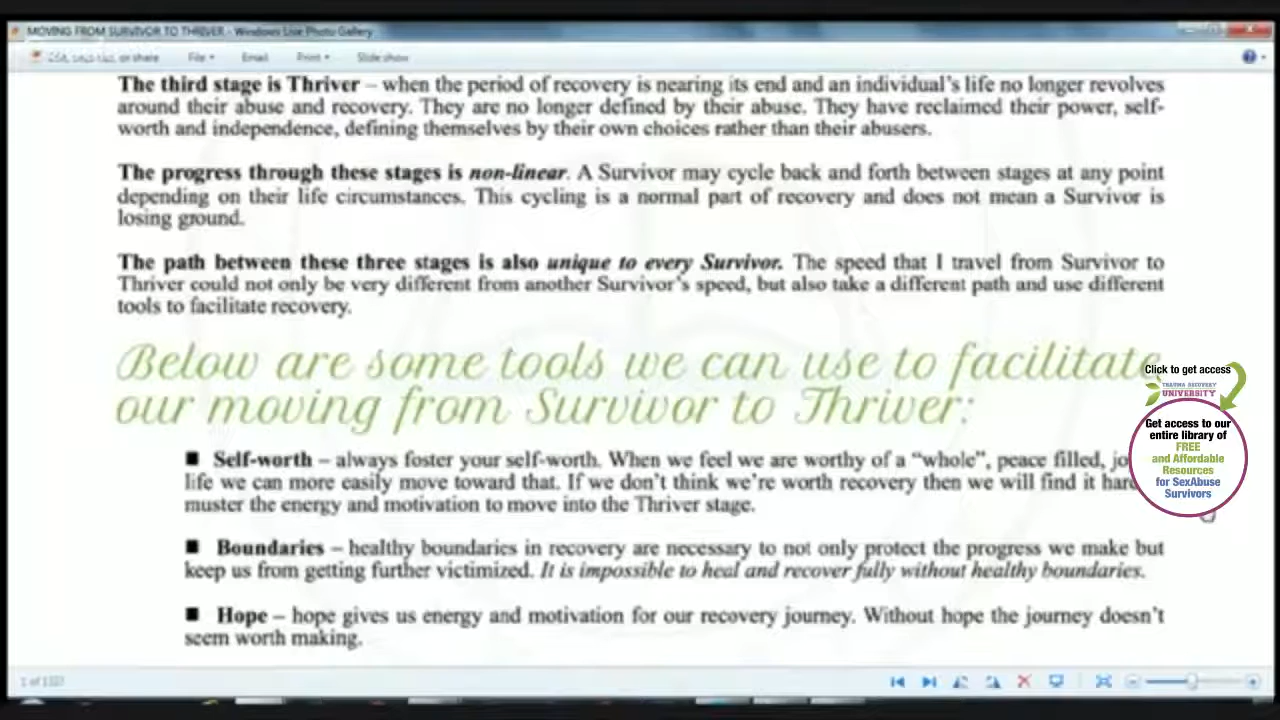 MOVING FROM SURVIVOR TO THRIVER - Windows Live Photo Gallery
or share File Email Print Slide show
The third stage is Thriver – when the period of recovery is nearing its end and an individual's life no longer revolves
around their abuse and recovery. They are no longer defined by their abuse. They have reclaimed their power, self-
worth and independence, defining themselves by their own choices rather than their abusers.
The progress through these stages is non-linear. A Survivor may cycle back and forth between stages at any point
depending on their life circumstances. This cycling is a normal part of recovery and does not mean a Survivor is
losing ground.
The path between these three stages is also unique to every Survivor. The speed that I travel from Survivor to
Thriver could not only be very different from another Survivor's speed, but also take a different path and use different
tools to facilitate recovery.
Below are some tools we can use to facilitate
our moving from Survivor to Thriver:
Click to get access
TRAUMA RECOVERY
UNIVERSITY
Get access to our
entire library of
FREE
and Affordable
Resources
for SexAbuse
Survivors
■ Self-worth – always foster your self-worth. When we feel we are worthy of a "whole", peace filled,
life we can more easily move toward that. If we don't think we're worth recovery then we will find it
muster the energy and motivation to move into the Thriver stage.
■ Boundaries – healthy boundaries in recovery are necessary to not only protect the progress we make but
keep us from getting further victimized. It is impossible to heal and recover fully without healthy boundaries.
■ Hope – hope gives us energy and motivation for our recovery journey. Without hope the journey doesn't
seem worth making.
1 of